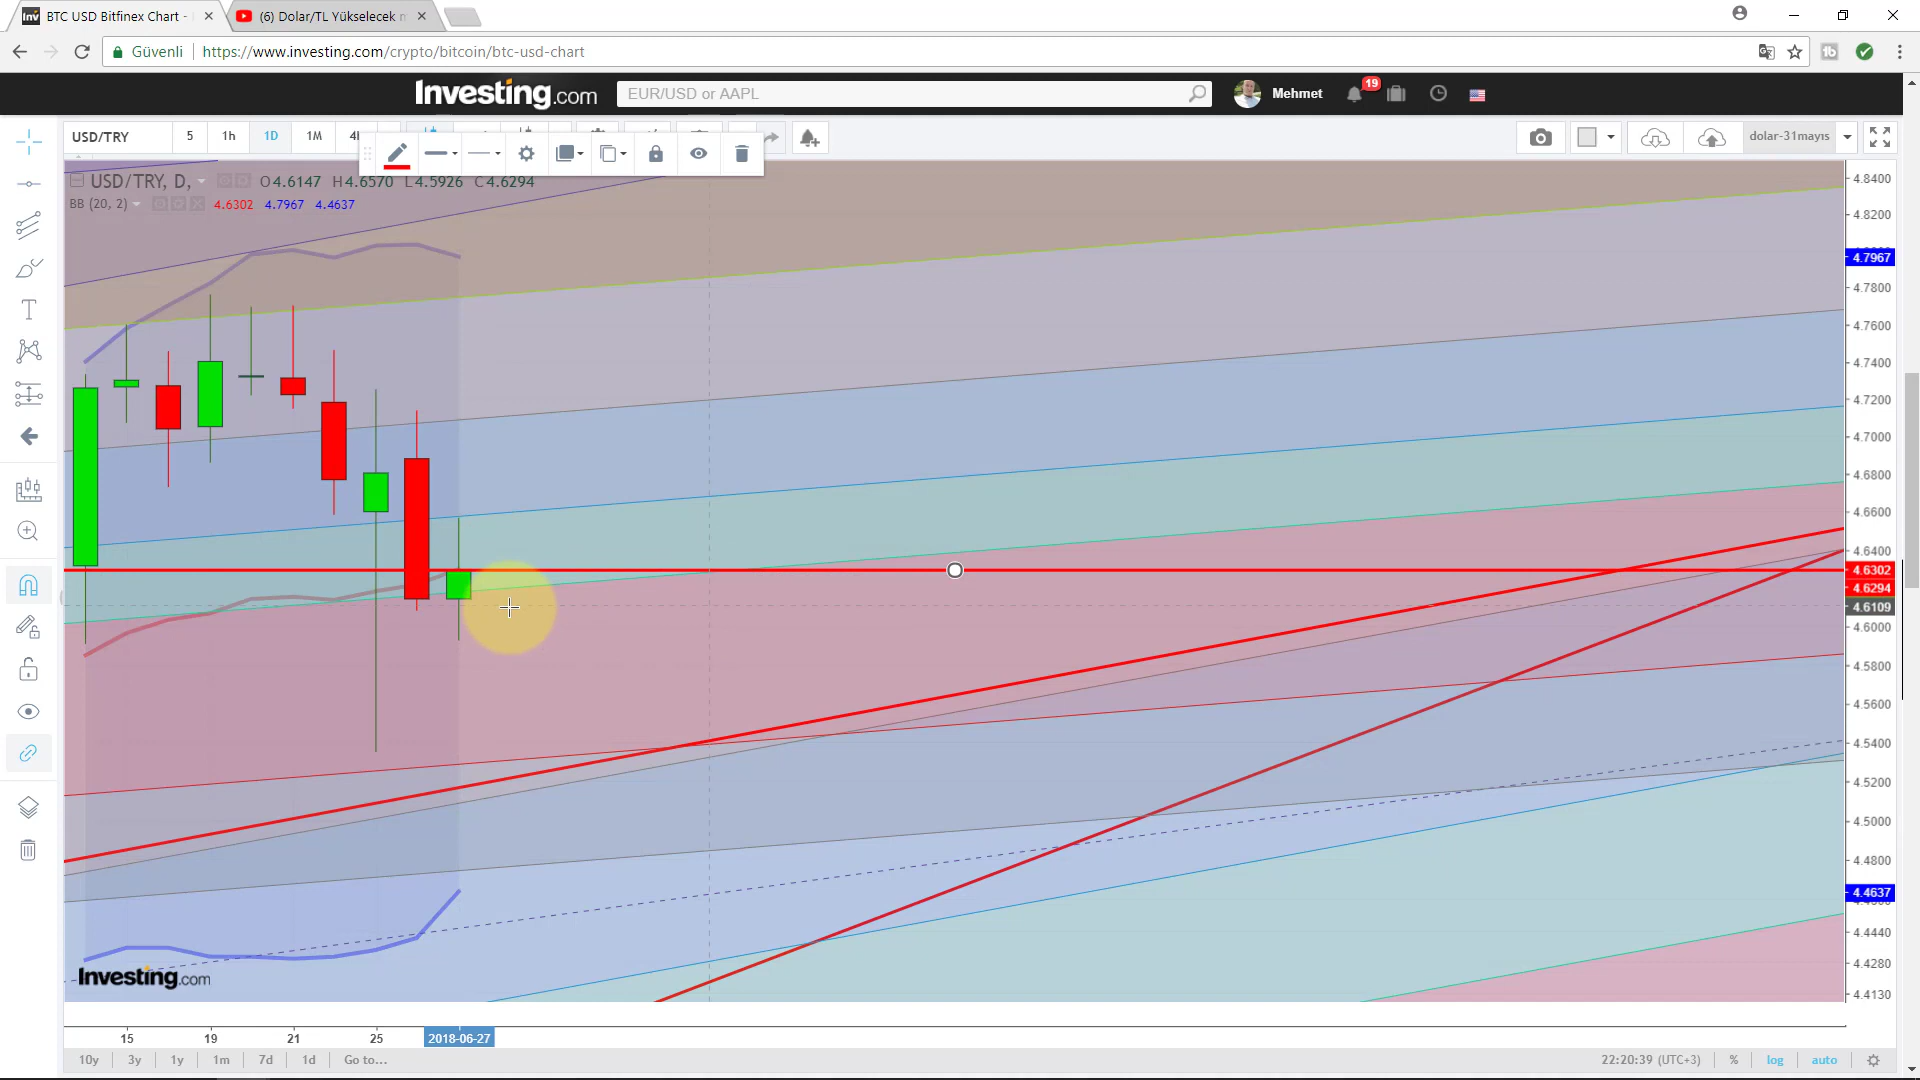 BTC USD Bitfinex Chart -
(6) Dolar/TL Yükselecek m
Güvenli
https://www.investing.com/crypto/bitcoin/btc-usd-chart
Investing.com
EUR/USD or AAPL
Mehmet
19
USD/TRY
5
1h
1D
1M
dolar-31mayıs
USD/TRY, D,
O4.6147 H4.6570 L4.5926 C4.6294
BB (20, 2)
4.6302 4.7967 4.4637
4.8400
4.8200
4.7967
4.7800
4.7600
4.7400
4.7200
4.7000
4.6800
4.6600
4.6400
4.6302
4.6294
4.6109
4.6000
4.5800
4.5600
4.5400
4.5200
4.5000
4.4800
4.4637
4.4440
4.4280
4.4130
Investing.com
15
19
21
25
2018-06-27
10y
3y
1y
1m
7d
1d
Go to...
22:20:39 (UTC+3)
%
log
auto